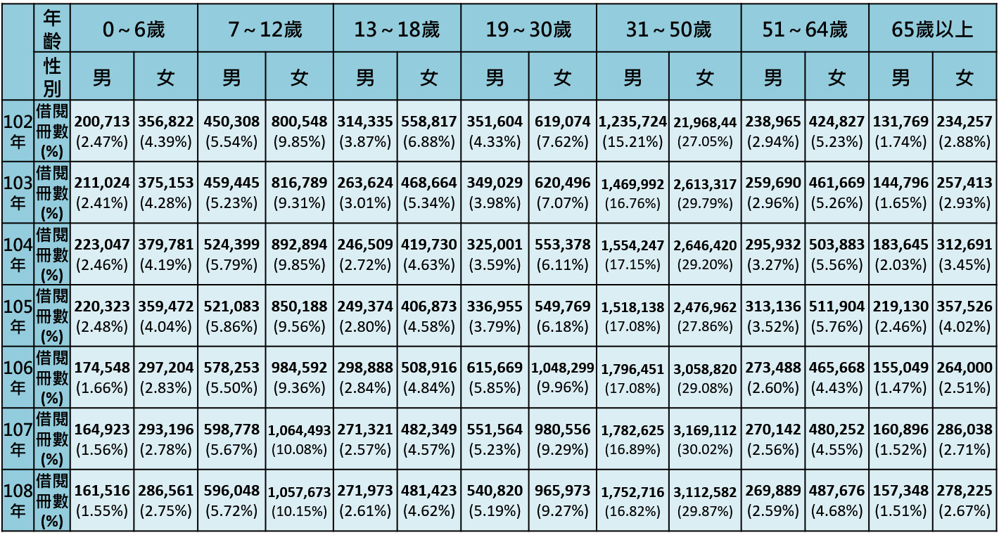 年齡 0～6歲 7～12歲 13～18歲 19～30歲 31～50歲 51～64歲 65歲以上
性別 男 女 男 女 男 女 男 女 男 女 男 女 男 女
102年 借閱冊數(%) 200,713 356,822 450,308 800,548 314,335 558,817 351,604 619,074 1,235,724 21,968,44 238,965 424,827 131,769 234,257
(2.47%) (4.39%) (5.54%) (9.85%) (3.87%) (6.88%) (4.33%) (7.62%) (15.21%) (27.05%) (2.94%) (5.23%) (1.74%) (2.88%)
103年 借閱冊數(%) 211,024 375,153 459,445 816,789 263,624 468,664 349,029 620,496 1,469,992 2,613,317 259,690 461,669 144,796 257,413
(2.41%) (4.28%) (5.23%) (9.31%) (3.01%) (5.34%) (3.98%) (7.07%) (16.76%) (29.79%) (2.96%) (5.26%) (1.65%) (2.93%)
104年 借閱冊數(%) 223,047 379,781 524,399 892,894 246,509 419,730 325,001 553,378 1,554,247 2,646,420 295,932 503,883 183,645 312,691
(2.46%) (4.19%) (5.79%) (9.85%) (2.72%) (4.63%) (3.59%) (6.11%) (17.15%) (29.20%) (3.27%) (5.56%) (2.03%) (3.45%)
105年 借閱冊數(%) 220,323 359,472 521,083 850,188 249,374 406,873 336,955 549,769 1,518,138 2,476,962 313,136 511,904 219,130 357,526
(2.48%) (4.04%) (5.86%) (9.56%) (2.80%) (4.58%) (3.79%) (6.18%) (17.08%) (27.86%) (3.52%) (5.76%) (2.46%) (4.02%)
106年 借閱冊數(%) 174,548 297,204 578,253 984,592 298,888 508,916 615,669 1,048,299 1,796,451 3,058,820 273,488 465,668 155,049 264,000
(1.66%) (2.83%) (5.50%) (9.36%) (2.84%) (4.84%) (5.85%) (9.96%) (17.08%) (29.08%) (2.60%) (4.43%) (1.47%) (2.51%)
107年 借閱冊數(%) 164,923 293,196 598,778 1,064,493 271,321 482,349 551,564 980,556 1,782,625 3,169,112 270,142 480,252 160,896 286,038
(1.56%) (2.78%) (5.67%) (10.08%) (2.57%) (4.57%) (5.23%) (9.29%) (16.89%) (30.02%) (2.56%) (4.55%) (1.52%) (2.71%)
108年 借閱冊數(%) 161,516 286,561 596,048 1,057,673 271,973 481,423 540,820 965,973 1,752,716 3,112,582 269,889 487,676 157,348 278,225
(1.55%) (2.75%) (5.72%) (10.15%) (2.61%) (4.62%) (5.19%) (9.27%) (16.82%) (29.87%) (2.59%) (4.68%) (1.51%) (2.67%)